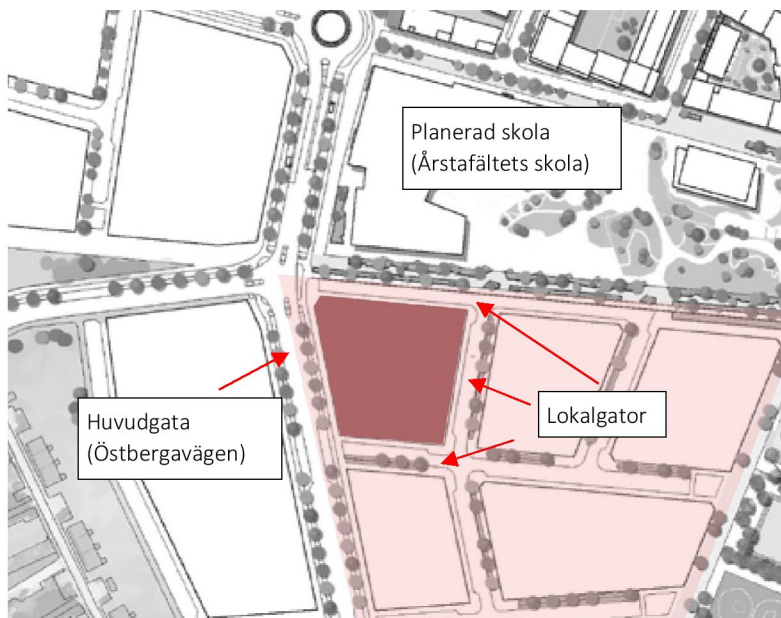 Planerad skola
(Årstafältets skola)
Huvudgata
(Östbergavägen)
Lokalgator